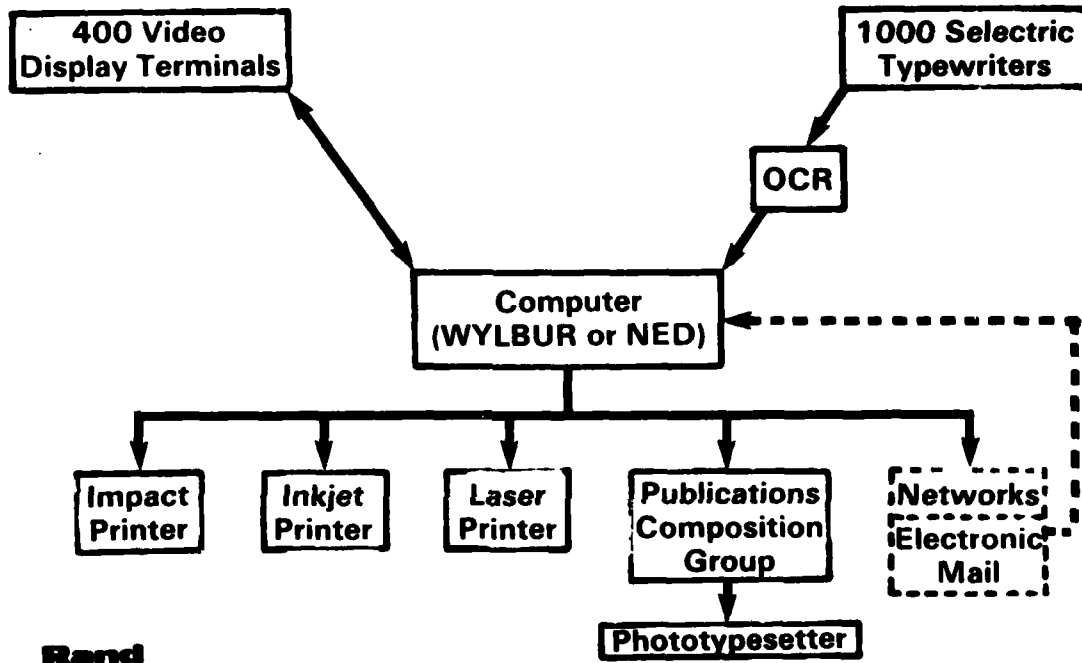 400 Video
Display Terminals
1000 Selectric
Typewriters
OCR
Computer
(WYLBUR or NED)
Impact
Printer
Inkjet
Printer
Laser
Printer
Publications
Composition
Group
Networks
Electronic
Mail
Phototypesetter
Rand